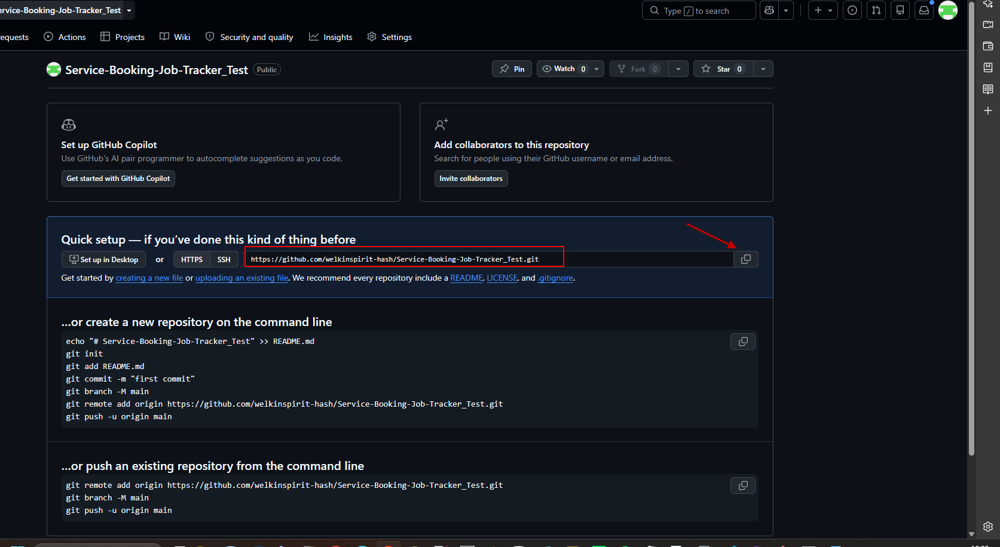 ervice-Booking-Job-Tracker_Test
Type / to search
equests
Actions
Projects
Wiki
Security and quality
Insights
Settings
Service-Booking-Job-Tracker_Test
Public
Pin
Watch 0
Fork 0
Star 0
Set up GitHub Copilot
Use GitHub's AI pair programmer to autocomplete suggestions as you code.
Get started with GitHub Copilot
Add collaborators to this repository
Search for people using their GitHub username or email address.
Invite collaborators
Quick setup — if you've done this kind of thing before
Set up in Desktop
or
HTTPS
SSH
https://github.com/welkinspirit-hash/Service-Booking-Job-Tracker_Test.git
Get started by creating a new file or uploading an existing file. We recommend every repository include a README, LICENSE, and .gitignore.
…or create a new repository on the command line
echo "# Service-Booking-Job-Tracker_Test" >> README.md
git init
git add README.md
git commit -m "first commit"
git branch -M main
git remote add origin https://github.com/welkinspirit-hash/Service-Booking-Job-Tracker_Test.git
git push -u origin main
…or push an existing repository from the command line
git remote add origin https://github.com/welkinspirit-hash/Service-Booking-Job-Tracker_Test.git
git branch -M main
git push -u origin main